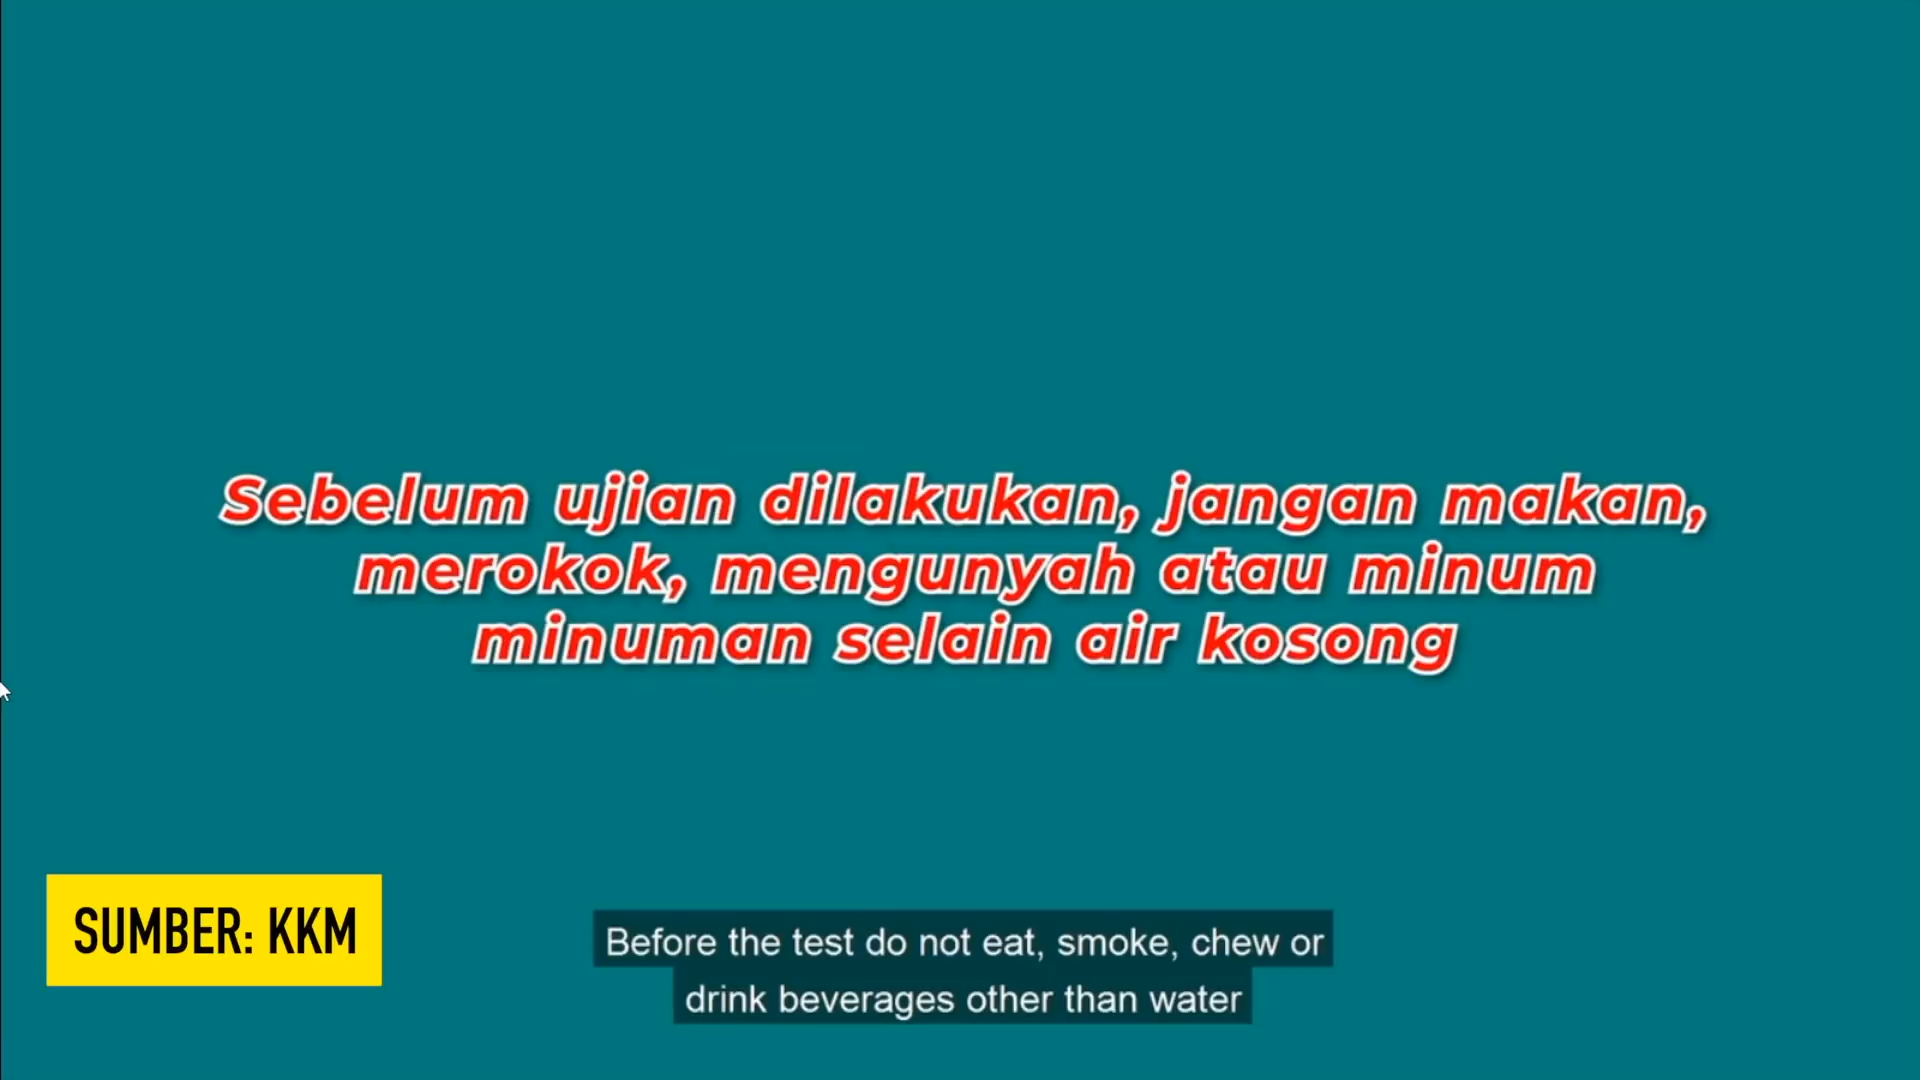 Sebelum ujian dilakukan, jangan makan,
merokok, mengunyah atau minum
minuman selain air kosong
SUMBER: KKM
Before the test do not eat, smoke, chew or
drink beverages other than water